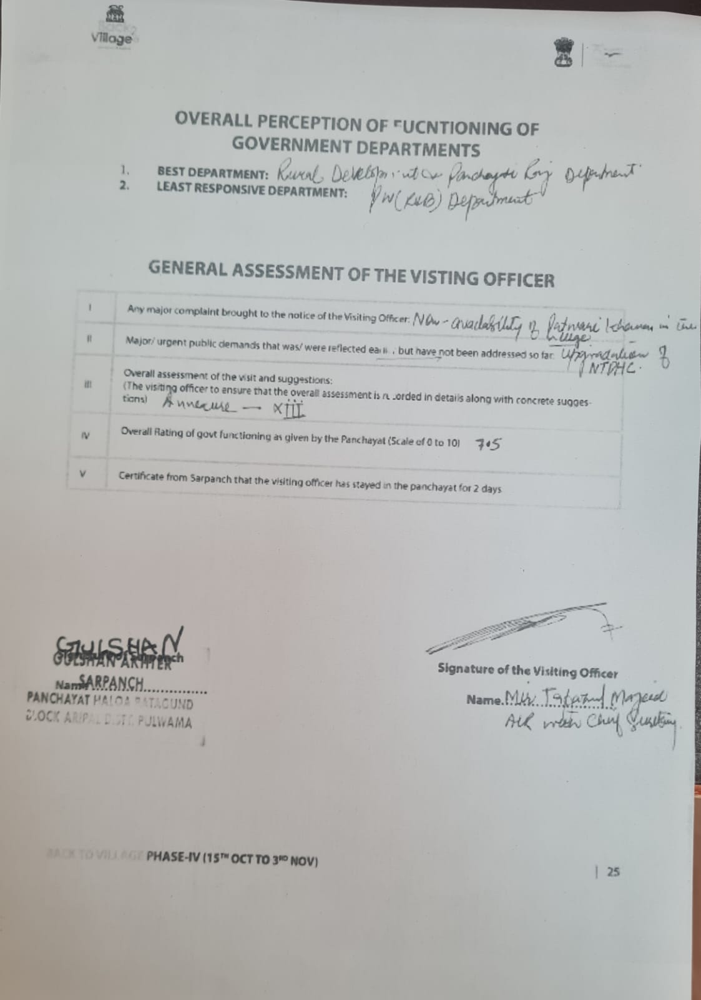 Back2
Village
OVERALL PERCEPTION OF FUCNTIONING OF
GOVERNMENT DEPARTMENTS
1. BEST DEPARTMENT: Rural Development & Panchayati Raj Department
2. LEAST RESPONSIVE DEPARTMENT: PW(R&B) Department
GENERAL ASSESSMENT OF THE VISTING OFFICER
I Any major complaint brought to the notice of the Visiting Officer: Non-availability of Patwari khanna in the
village
II Major/ urgent public demands that was/ were reflected but have not been addressed so far: Upgradation of
NTPHC.
III Overall assessment of the visit and suggestions:
(The visiting officer to ensure that the overall assessment is recorded in details along with concrete sugges-
tions) Annexure — XIII
IV Overall Rating of govt functioning as given by the Panchayat (Scale of 0 to 10) 7.5
V Certificate from Sarpanch that the visiting officer has stayed in the panchayat for 2 days
GULSHAN
GULSHAN AKHTER
Name SARPANCH..............
PANCHAYAT HALOA BATAGUND
BLOCK ARIPAL DISTT. PULWAMA
Signature of the Visiting Officer
Name. Mir Majeed
with Chief Secretary
BACK TO VILLAGE PHASE-IV (15TH OCT TO 3RD NOV)
| 25